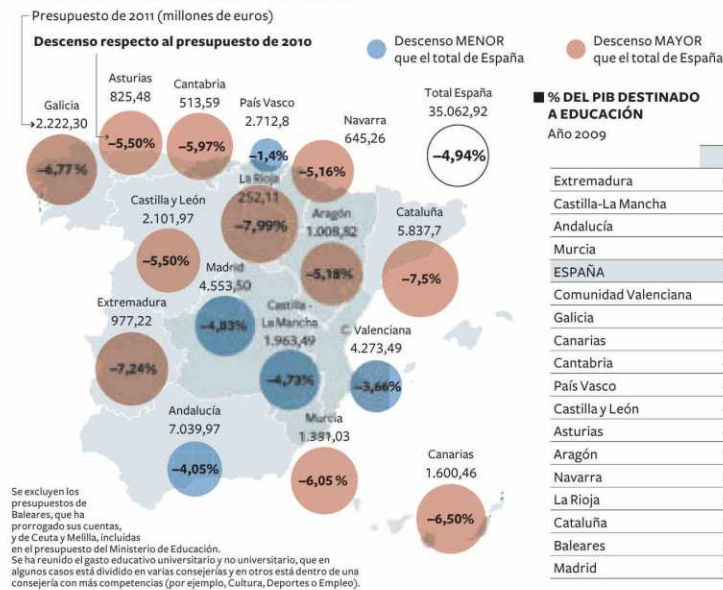 Presupuesto de 2011 (millones de euros)
Descenso respecto al presupuesto de 2010
Descenso MENOR
que el total de España
Descenso MAYOR
que el total de España
Galicia
2.222,30
–6,77%
Asturias
825,48
–5,50%
Cantabria
513,59
–5,97%
País Vasco
2.712,8
–1,4%
Navarra
645,26
–5,16%
Total España
35.062,92
–4,94%
La Rioja
252,11
–7,99%
Castilla y León
2.101,97
–5,50%
Aragón
1.008,82
–5,18%
Cataluña
5.837,7
–7,5%
Madrid
4.553,50
–4,83%
Extremadura
977,22
–7,24%
Castilla -
La Mancha
1.963,49
–4,73%
C. Valenciana
4.273,49
–3,66%
Andalucía
7.039,97
–4,05%
Murcia
1.331,03
–6,05 %
Canarias
1.600,46
–6,50%
Se excluyen los
presupuestos de
Baleares, que ha
prorrogado sus cuentas,
y de Ceuta y Melilla, incluidas
en el presupuesto del Ministerio de Educación.
Se ha reunido el gasto educativo universitario y no universitario, que en
algunos casos está dividido en varias consejerías y en otros está dentro de una
consejería con más competencias (por ejemplo, Cultura, Deportes o Empleo).
■ % DEL PIB DESTINADO
A EDUCACIÓN
Año 2009
Extremadura
Castilla-La Mancha
Andalucía
Murcia
ESPAÑA
Comunidad Valenciana
Galicia
Canarias
Cantabria
País Vasco
Castilla y León
Asturias
Aragón
Navarra
La Rioja
Cataluña
Baleares
Madrid